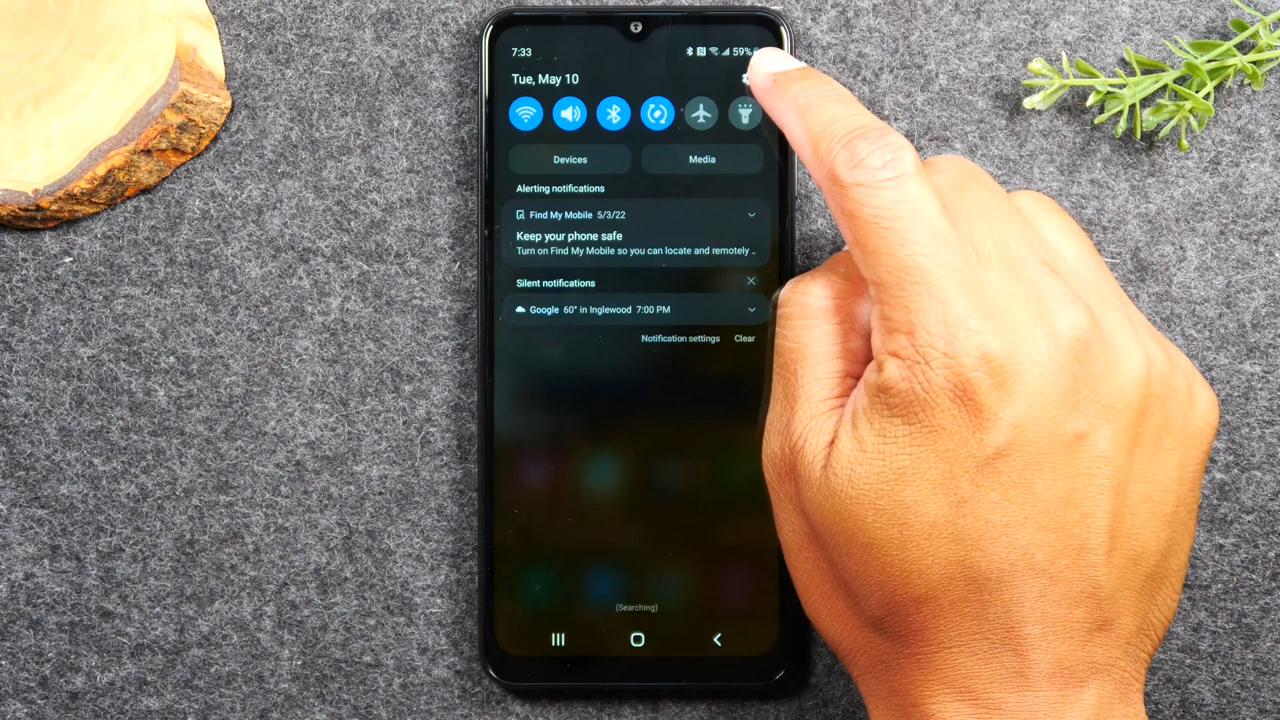 7:33 59%
Tue, May 10
Devices Media
Alerting notifications
Find My Mobile 5/3/22
Keep your phone safe
Turn on Find My Mobile so you can locate and remotely ..
Silent notifications
Google 60° in Inglewood 7:00 PM
Notification settings Clear
(Searching)